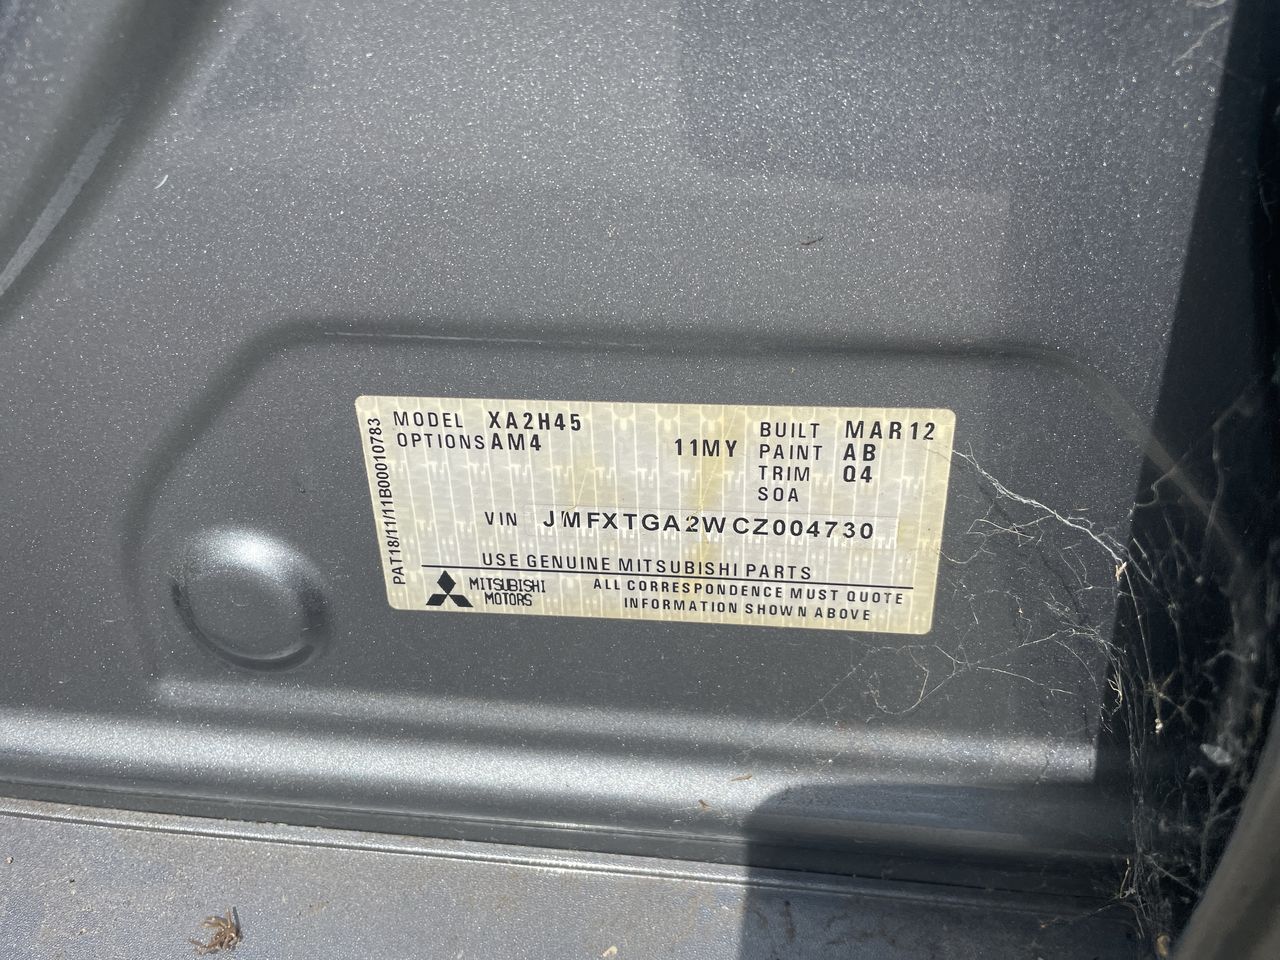 MODEL XA2H45
OPTIONS AM4
11MY
BUILT MAR12
PAINT AB
TRIM Q4
SOA
VIN JMFXTGA2WCZ004730
USE GENUINE MITSUBISHI PARTS
MITSUBISHI
MOTORS
ALL CORRESPONDENCE MUST QUOTE
INFORMATION SHOWN ABOVE
PAT18/11/11B00010783